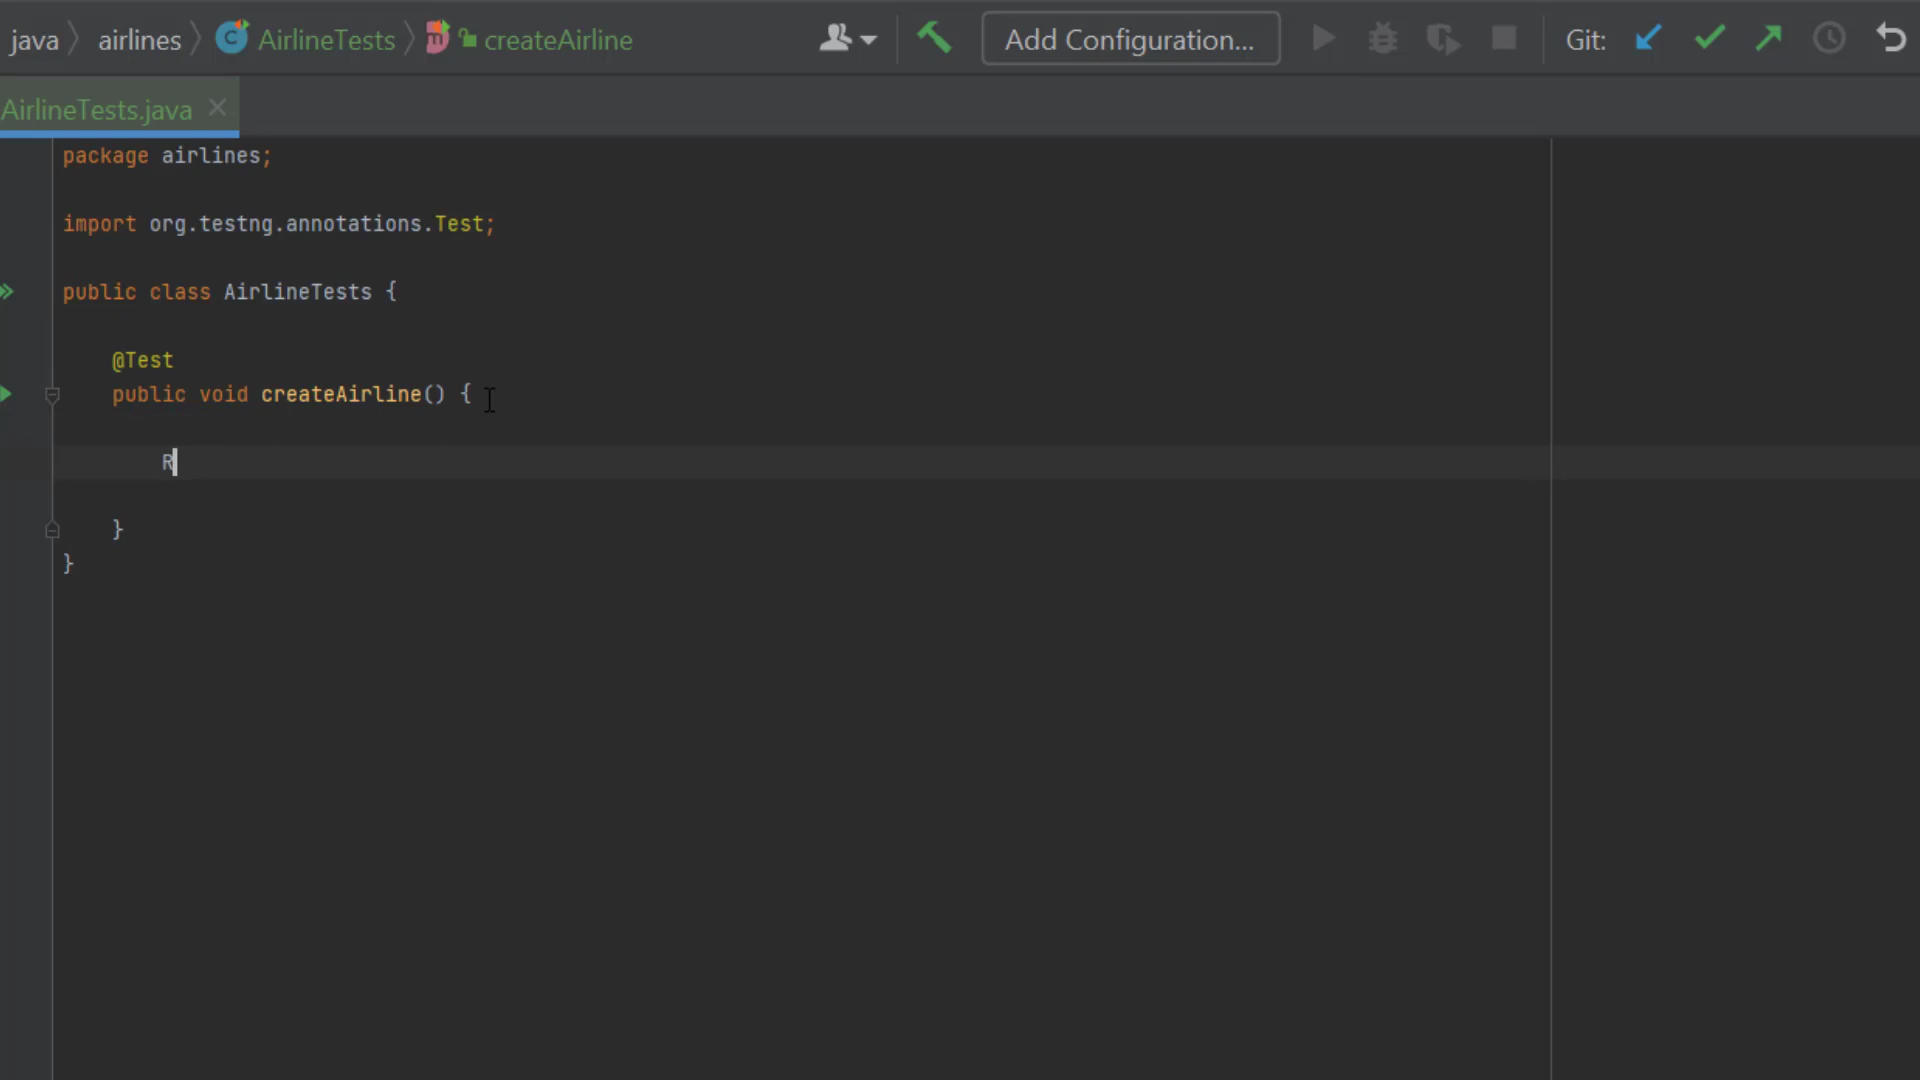 java airlines AirlineTests createAirline Add Configuration... Git:
AirlineTests.java
package airlines;
import org.testng.annotations.Test;
public class AirlineTests {
@Test
public void createAirline() {
R
}
}